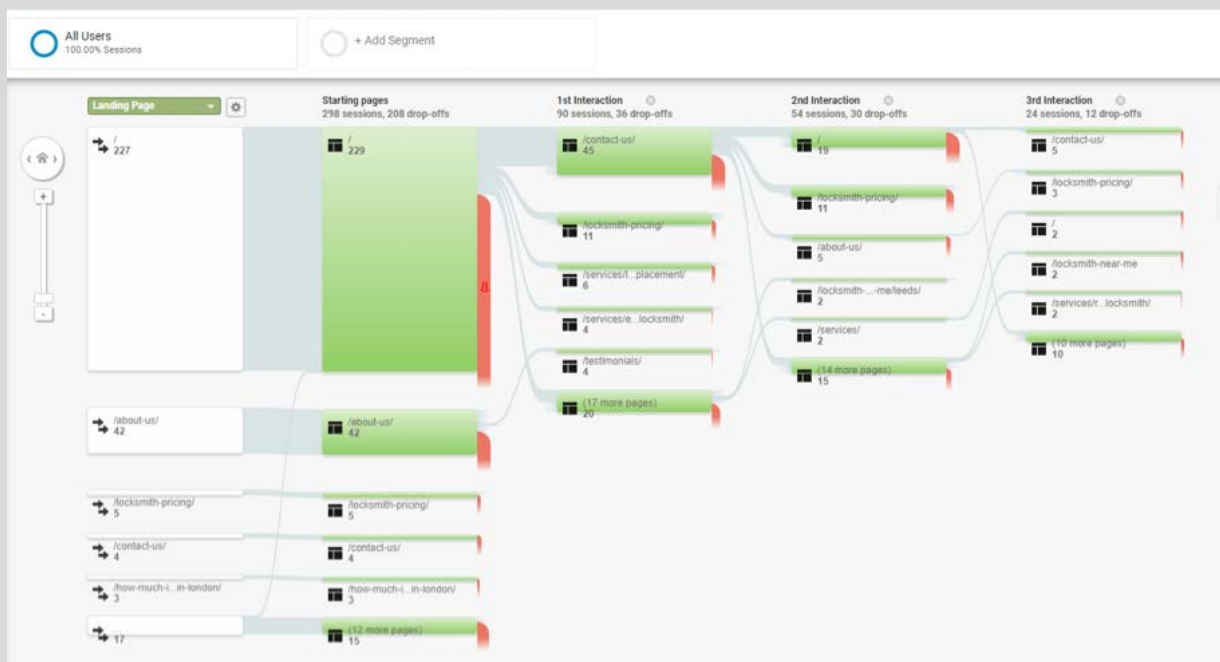 All Users
100.00% Sessions
+ Add Segment
Landing Page
Starting pages
298 sessions, 208 drop-offs
1st Interaction
90 sessions, 36 drop-offs
2nd Interaction
54 sessions, 30 drop-offs
3rd Interaction
24 sessions, 12 drop-offs
/
227
/about-us/
42
/locksmith-pricing/
5
/contact-us/
4
/how-much-i...in-london/
3
...
17
/
229
/about-us/
42
/locksmith-pricing/
5
/contact-us/
4
/how-much-i...in-london/
3
(12 more pages)
15
/contact-us/
45
/locksmith-pricing/
11
/services/l...placement/
6
/services/e...locksmith/
4
/testimonials/
4
(17 more pages)
20
/
19
/locksmith-pricing/
11
/about-us/
5
/locksmith-...-me/leeds/
2
/services/
2
(14 more pages)
15
/contact-us/
5
/locksmith-pricing/
3
/
2
/locksmith-near-me
2
/services/r...locksmith/
2
(10 more pages)
10